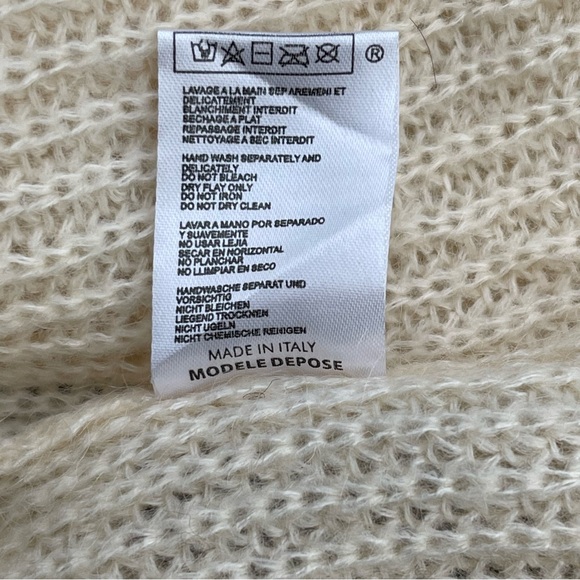 ®
LAVAGE A LA MAIN SEPAREMENI ET
DELICATEMENT
BLANCHIMENT INTERDIT
SECHAGE A PLAT
REPASSAGE INTERDIT
NETTOYAGE A SEC INTERDIT
HAND WASH SEPARATELY AND
DELICATELY
DO NOT BLEACH
DRY FLAY ONLY
DO NOT IRON
DO NOT DRY CLEAN
LAVAR A MANO POR SEPARADO
Y SUAVEMENTE
NO USAR LEJIA
SECAR EN HORIZONTAL
NO PLANCHAR
NO LLIMPIAR EN SECO
HANDWASCHE SEPARAT UND
VORSICHTIG
NICHT BLEICHEN
LIEGEND TROCKNEN
NICHT UGELN
NICHT CHEMISCHE REINIGEN
MADE IN ITALY
MODELE DEPOSE